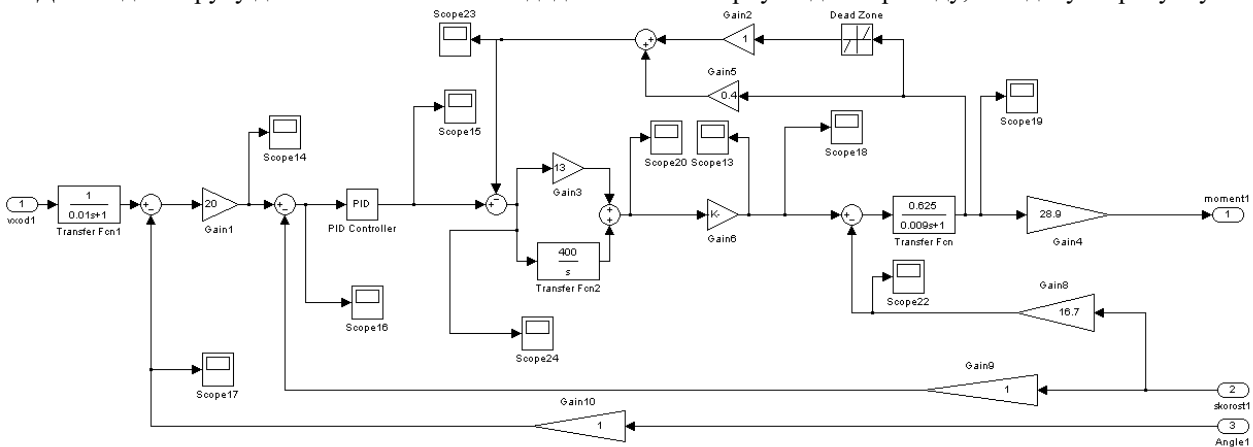 Scope23
Gain2
Dead Zone
1
Gain5
0.4
Scope15
Scope14
Scope20
Scope13
Scope18
Scope19
1
vxod1
1
0.01s+1
Transfer Fcn1
20
Gain1
PID
PID Controller
13
Gain3
400
s
Transfer Fcn2
K-
Gain6
0.625
0.009s+1
Transfer Fcn
28.9
Gain4
moment1
1
Scope16
Scope24
Scope22
Gain8
16.7
Scope17
Gain9
1
2
skorost1
Gain10
1
3
Angle1